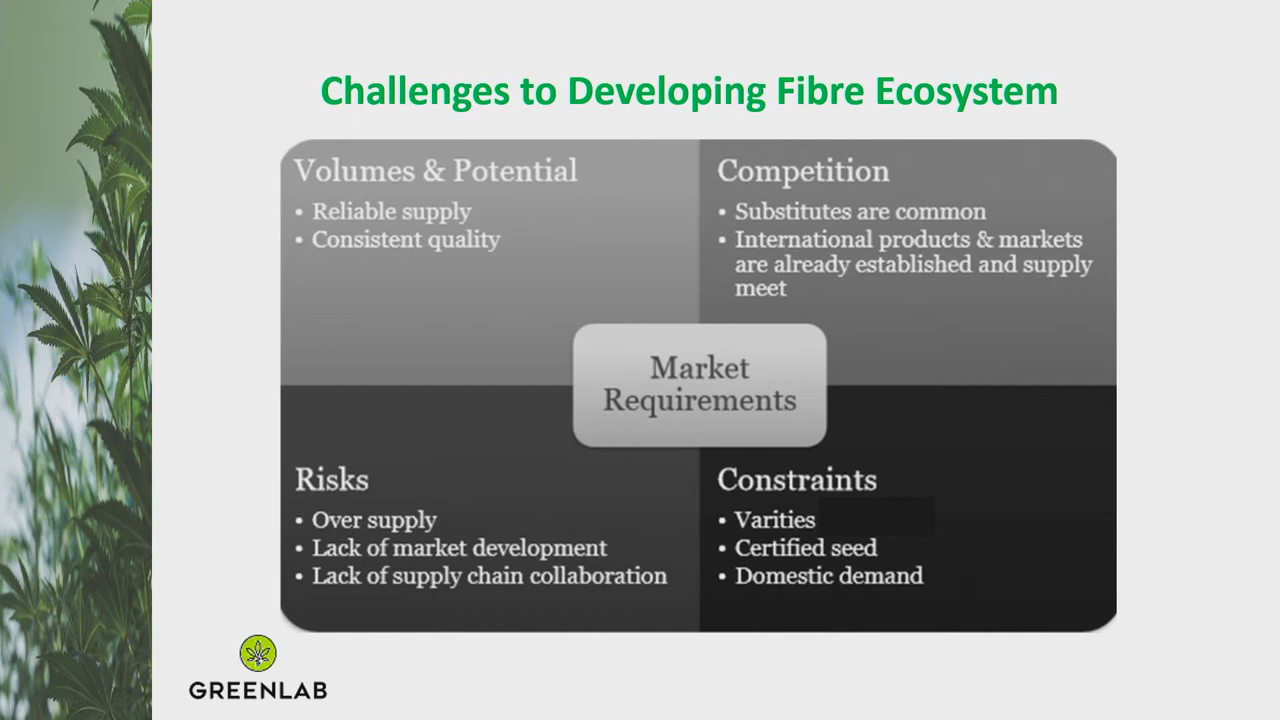 Challenges to Developing Fibre Ecosystem
Volumes & Potential
• Reliable supply
• Consistent quality
Competition
• Substitutes are common
• International products & markets
are already established and supply
meet
Market
Requirements
Risks
• Over supply
• Lack of market development
• Lack of supply chain collaboration
Constraints
• Varities
• Certified seed
• Domestic demand
GREENLAB